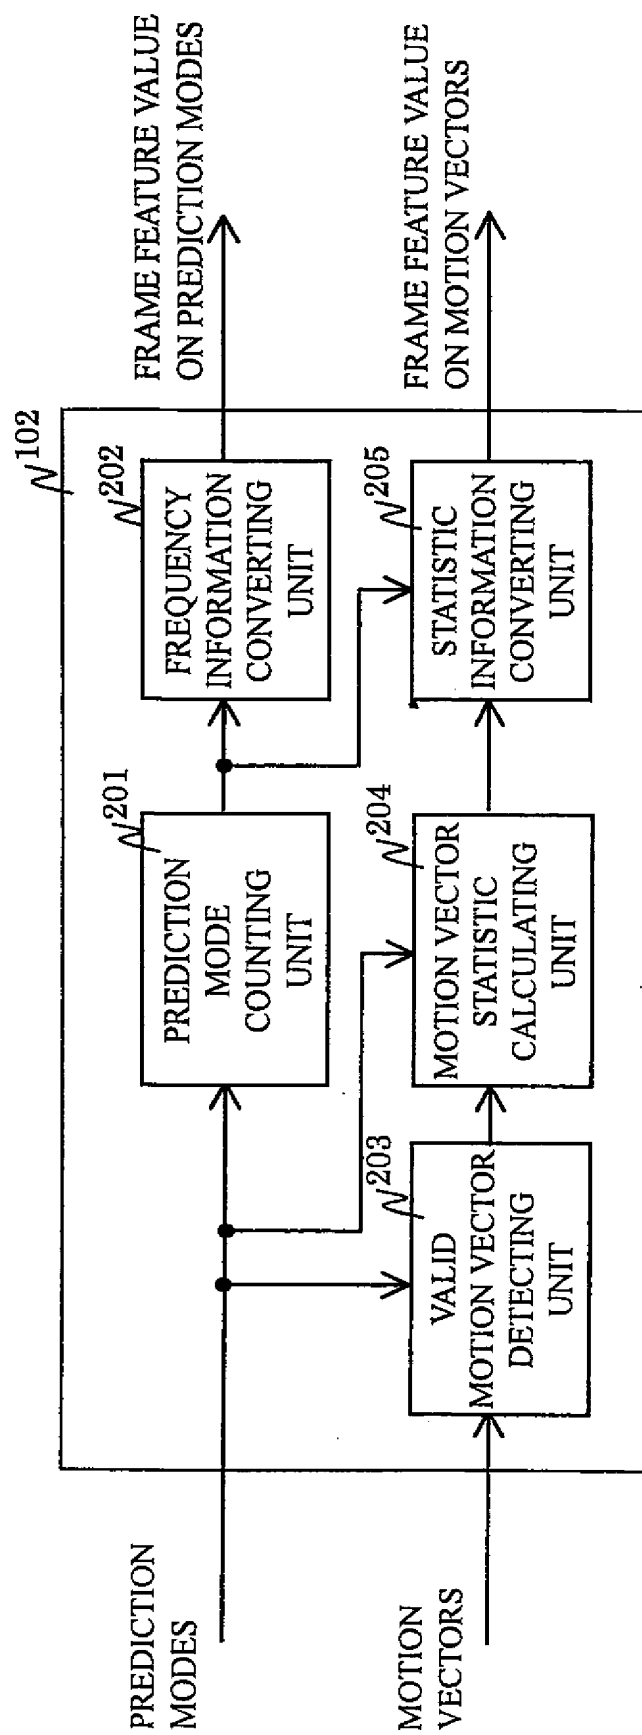 102
PREDICTION
MODES
201
PREDICTION
MODE
COUNTING
UNIT
202
FREQUENCY
INFORMATION
CONVERTING
UNIT
FRAME FEATURE VALUE
ON PREDICTION MODES
MOTION
VECTORS
203
VALID
MOTION VECTOR
DETECTING
UNIT
204
MOTION VECTOR
STATISTIC
CALCULATING
UNIT
205
STATISTIC
INFORMATION
CONVERTING
UNIT
FRAME FEATURE VALUE
ON MOTION VECTORS